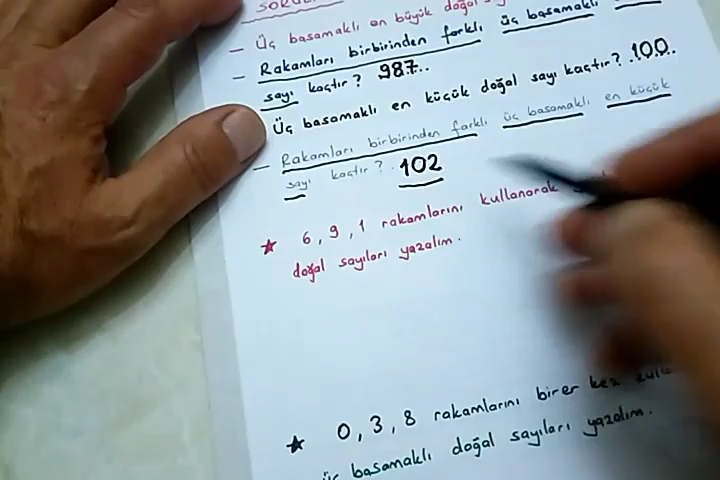 - Üç basamaklı en büyük doğal
- Rakamları birbirinden farklı üç basamaklı
sayı kaçtır? 987..
Üç basamaklı en küçük doğal sayı kaçtır? .100..
- Rakamları birbirinden farklı üç basamaklı en küçük
sayı kaçtır? 102
★ 6, 9, 1 rakamlarını kullanarak
doğal sayıları yazalım.
★ 0, 3, 8 rakamlarını birer kez
üç basamaklı doğal sayıları yazalım.